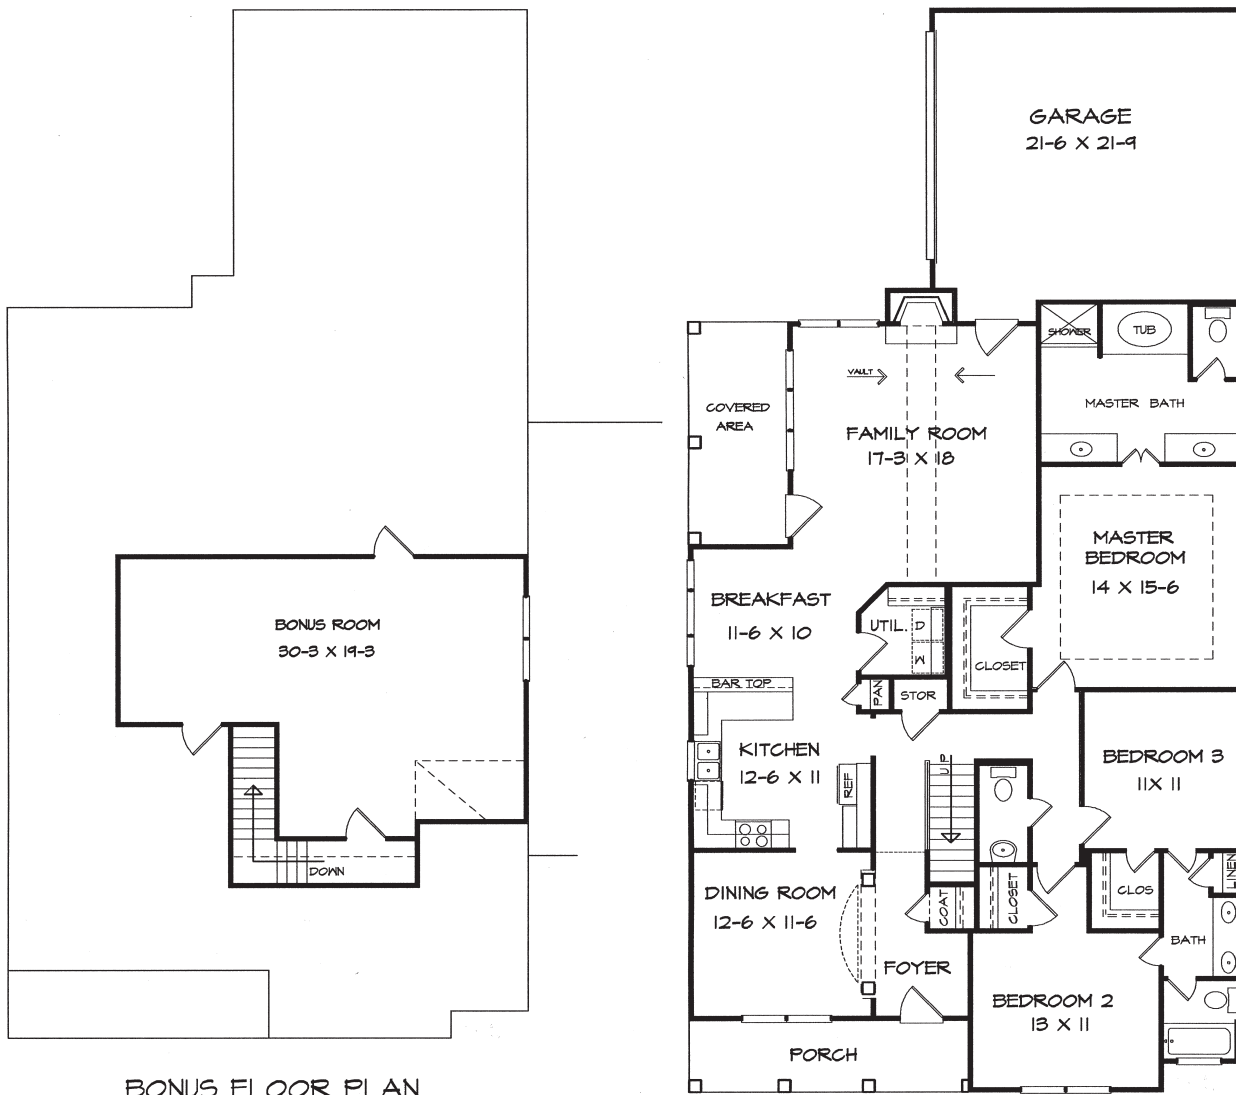 GARAGE
21-6 X 21-9
SHOWER
TUB
VAULT
MASTER BATH
COVERED
AREA
FAMILY ROOM
17-3 X 18
MASTER
BEDROOM
14 X 15-6
BREAKFAST
11-6 X 10
UTIL.
D
W
CLOSET
BONUS ROOM
30-3 X 19-3
BAR TOP
PAN
STOR
KITCHEN
12-6 X 11
REF
UP
BEDROOM 3
11X 11
DOWN
DINING ROOM
12-6 X 11-6
COAT
CLOSET
CLOS
LINEN
BATH
FOYER
BEDROOM 2
13 X 11
PORCH
BONUS FLOOR PLAN